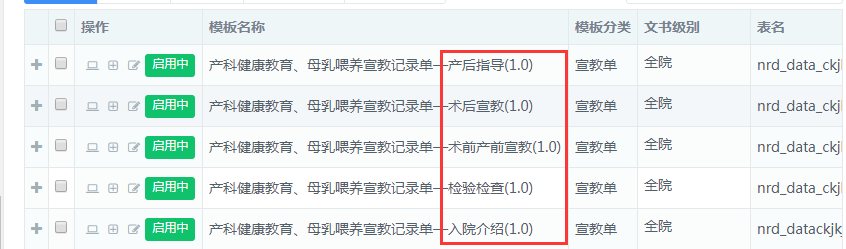 操作 模板名称 模板分类 文书级别 表名
启用中 产科健康教育、母乳喂养宣教记录单—产后指导(1.0) 宣教单 全院 nrd_data_ckj
启用中 产科健康教育、母乳喂养宣教记录单—术后宣教(1.0) 宣教单 全院 nrd_data_ckj
启用中 产科健康教育、母乳喂养宣教记录单—术前产前宣教(1.0) 宣教单 全院 nrd_data_ckj
启用中 产科健康教育、母乳喂养宣教记录单—检验检查(1.0) 宣教单 全院 nrd_data_ckj
启用中 产科健康教育、母乳喂养宣教记录单—入院介绍(1.0) 宣教单 全院 nrd_datackjkj